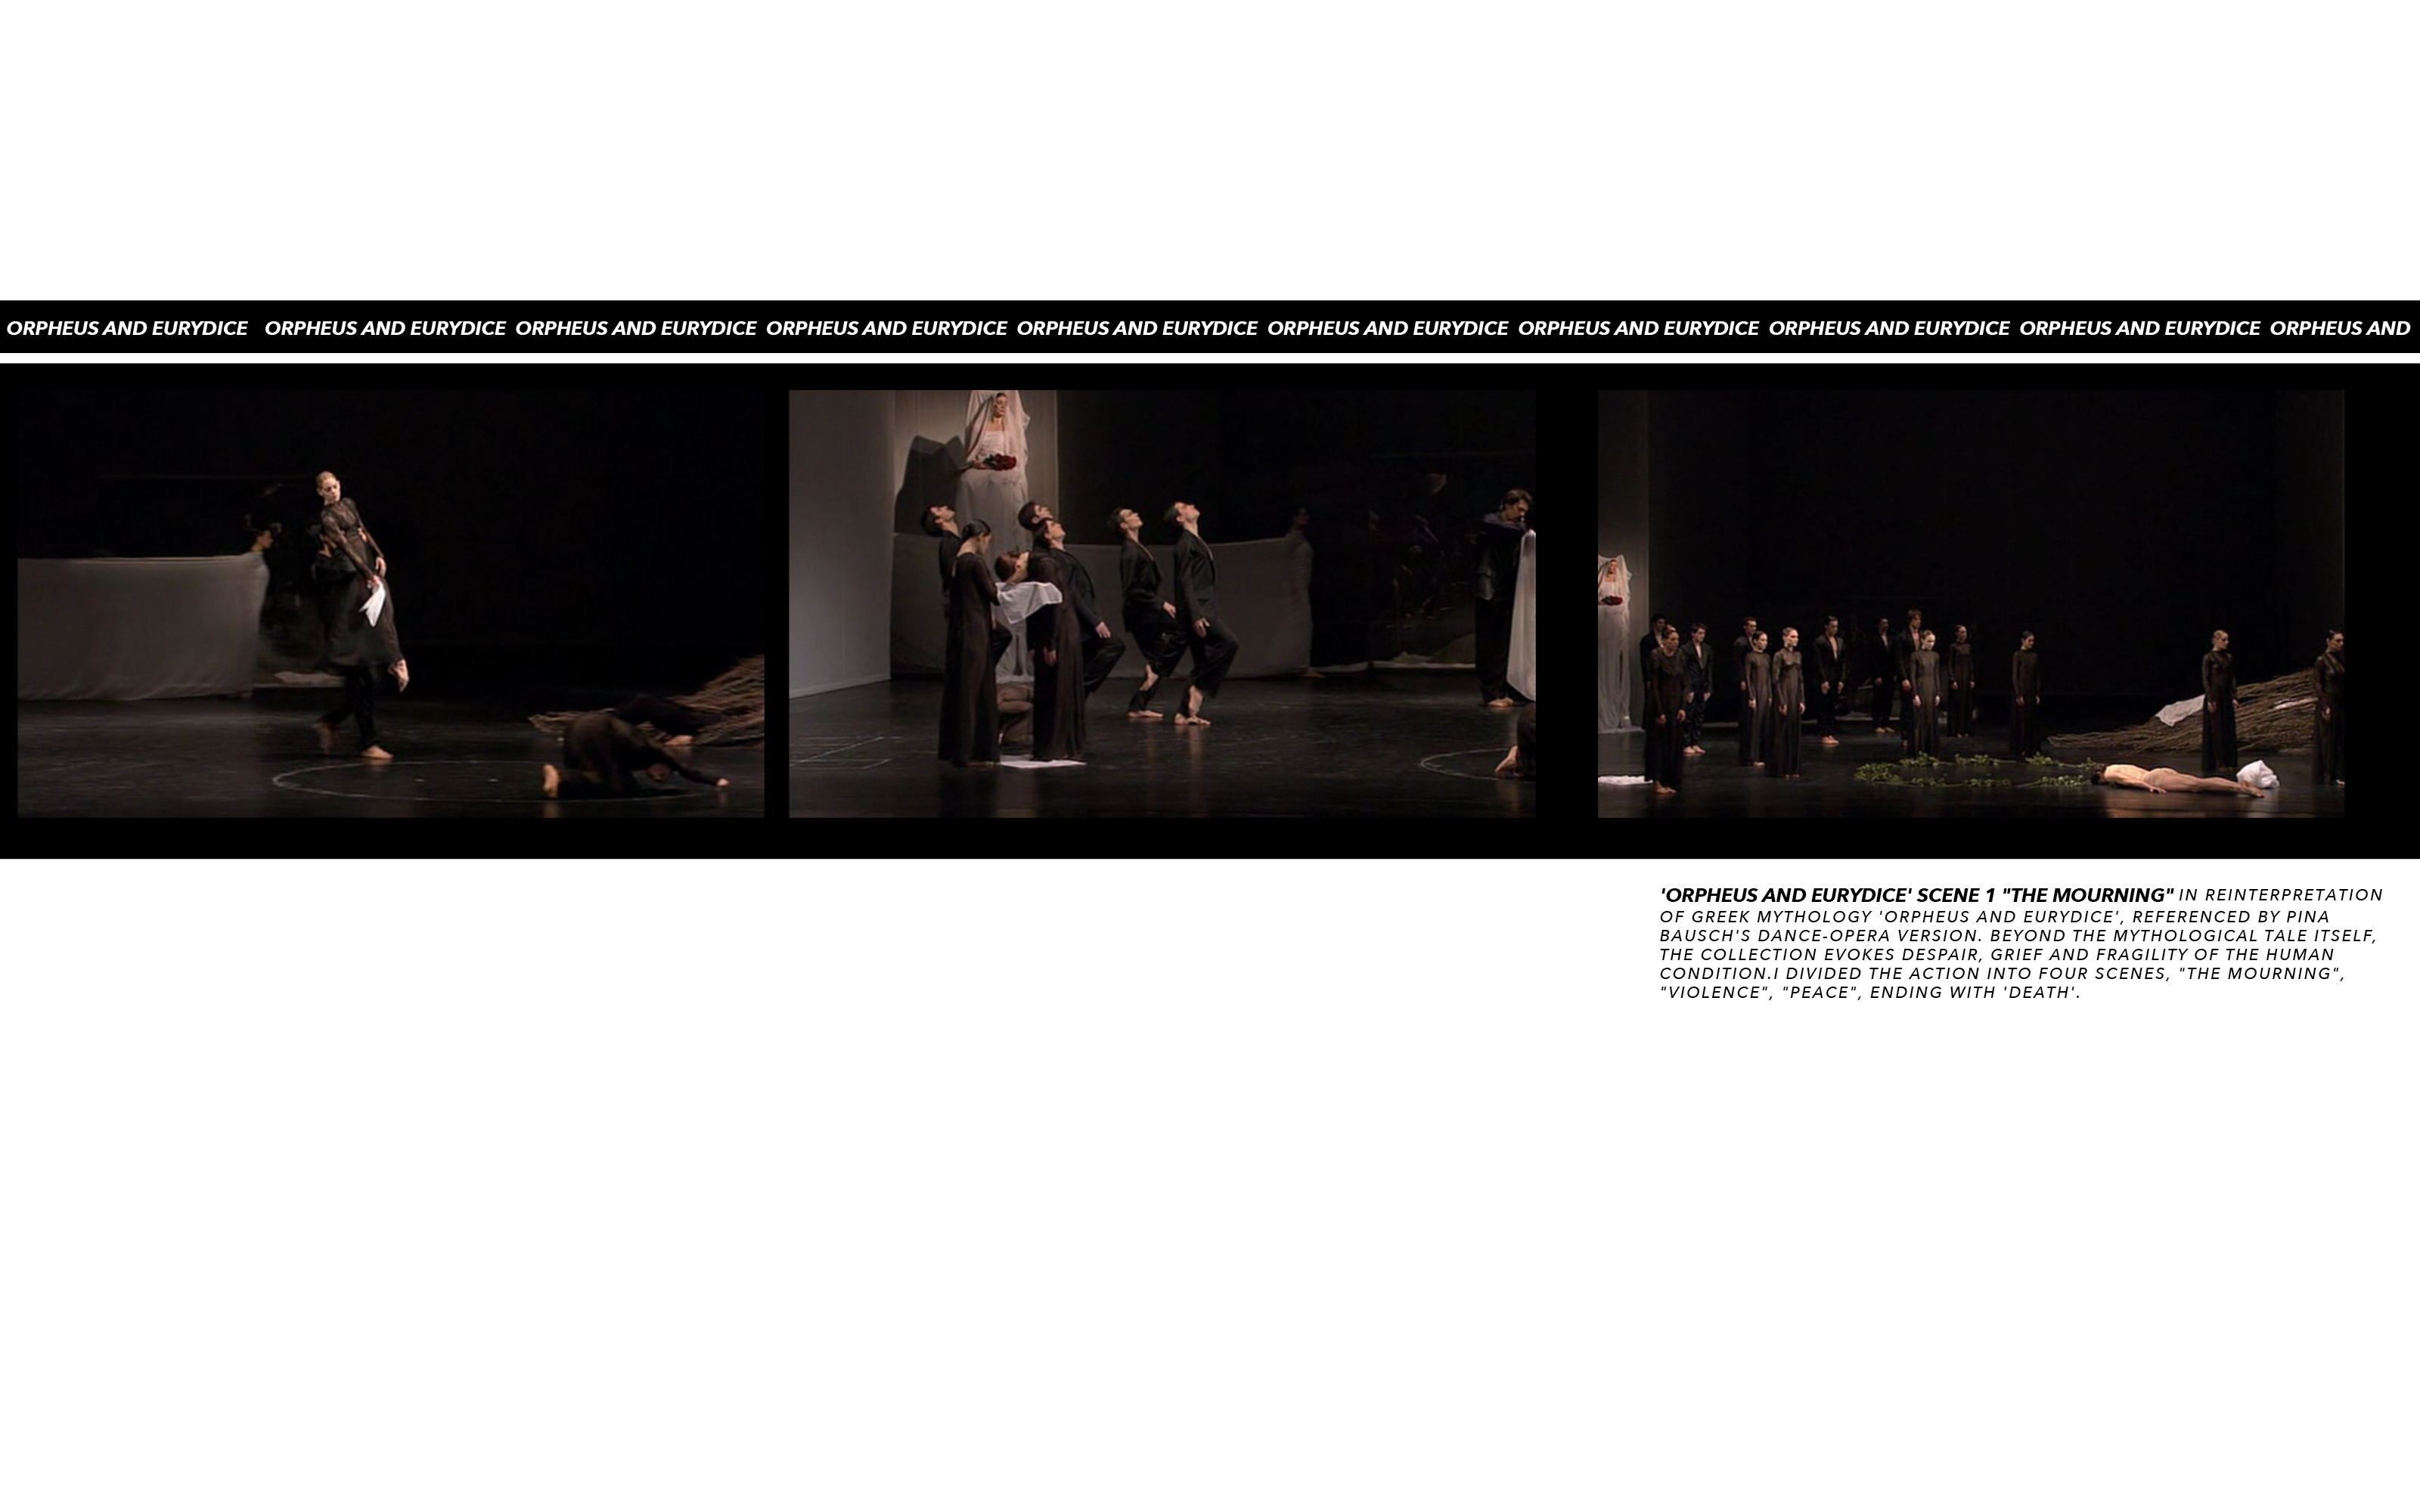 ORPHEUS AND EURYDICE ORPHEUS AND EURYDICE ORPHEUS AND EURYDICE ORPHEUS AND EURYDICE ORPHEUS AND EURYDICE ORPHEUS AND EURYDICE ORPHEUS AND EURYDICE ORPHEUS AND EURYDICE ORPHEUS AND EURYDICE ORPHEUS AND
'ORPHEUS AND EURYDICE' SCENE 1 "THE MOURNING" IN REINTERPRETATION
OF GREEK MYTHOLOGY 'ORPHEUS AND EURYDICE', REFERENCED BY PINA
BAUSCH'S DANCE-OPERA VERSION. BEYOND THE MYTHOLOGICAL TALE ITSELF,
THE COLLECTION EVOKES DESPAIR, GRIEF AND FRAGILITY OF THE HUMAN
CONDITION.I DIVIDED THE ACTION INTO FOUR SCENES, "THE MOURNING",
"VIOLENCE", "PEACE", ENDING WITH 'DEATH'.